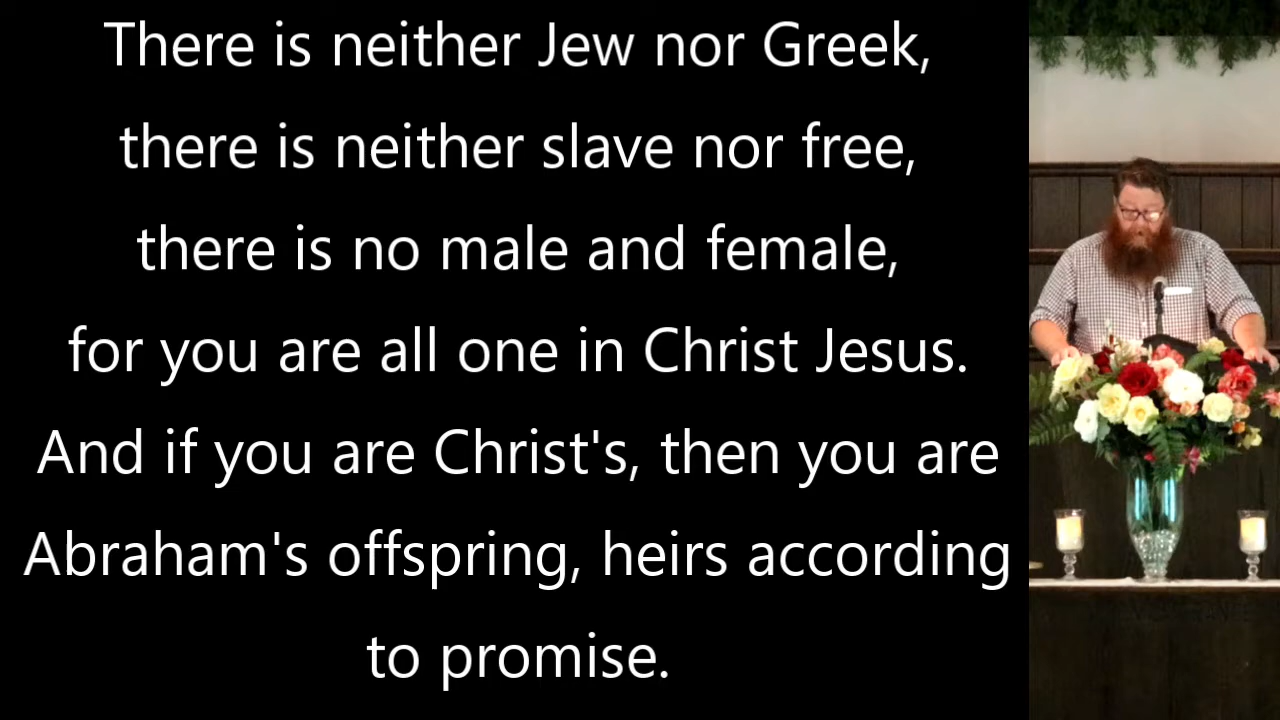 There is neither Jew nor Greek,
there is neither slave nor free,
there is no male and female,
for you are all one in Christ Jesus.
And if you are Christ's, then you are
Abraham's offspring, heirs according
to promise.